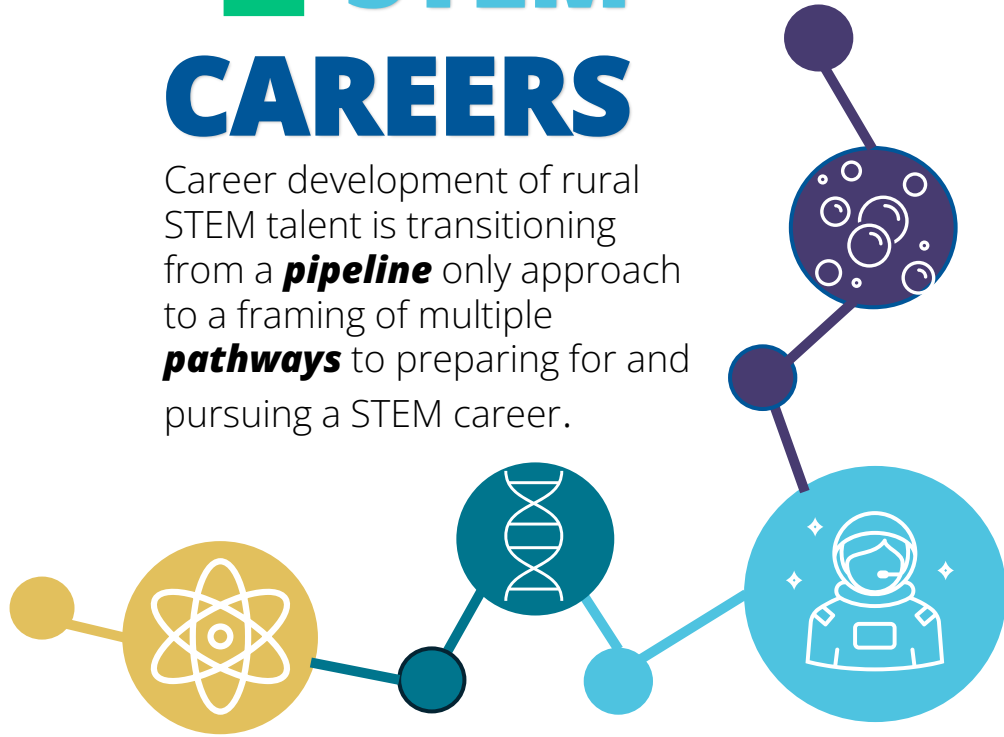 STEM
CAREERS
Career development of rural
STEM talent is transitioning
from a pipeline only approach
to a framing of multiple
pathways to preparing for and
pursuing a STEM career.